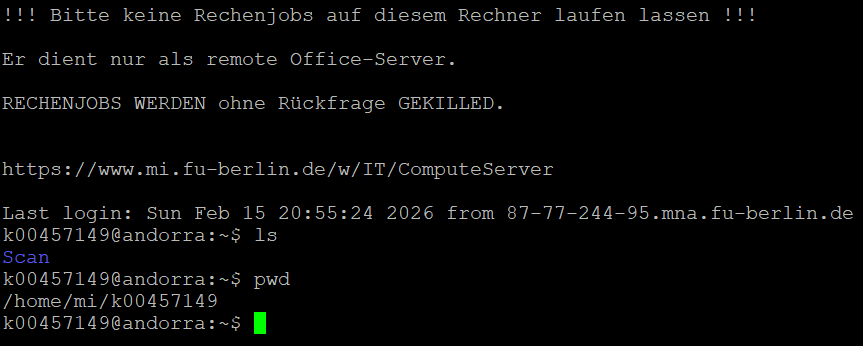 !!! Bitte keine Rechenjobs auf diesem Rechner laufen lassen !!!
Er dient nur als remote Office-Server.
RECHENJOBS WERDEN ohne Rückfrage GEKILLED.
https://www.mi.fu-berlin.de/w/IT/ComputeServer
Last login: Sun Feb 15 20:55:24 2026 from 87-77-244-95.mna.fu-berlin.de
k00457149@andorra:~$ ls
Scan
k00457149@andorra:~$ pwd
/home/mi/k00457149
k00457149@andorra:~$